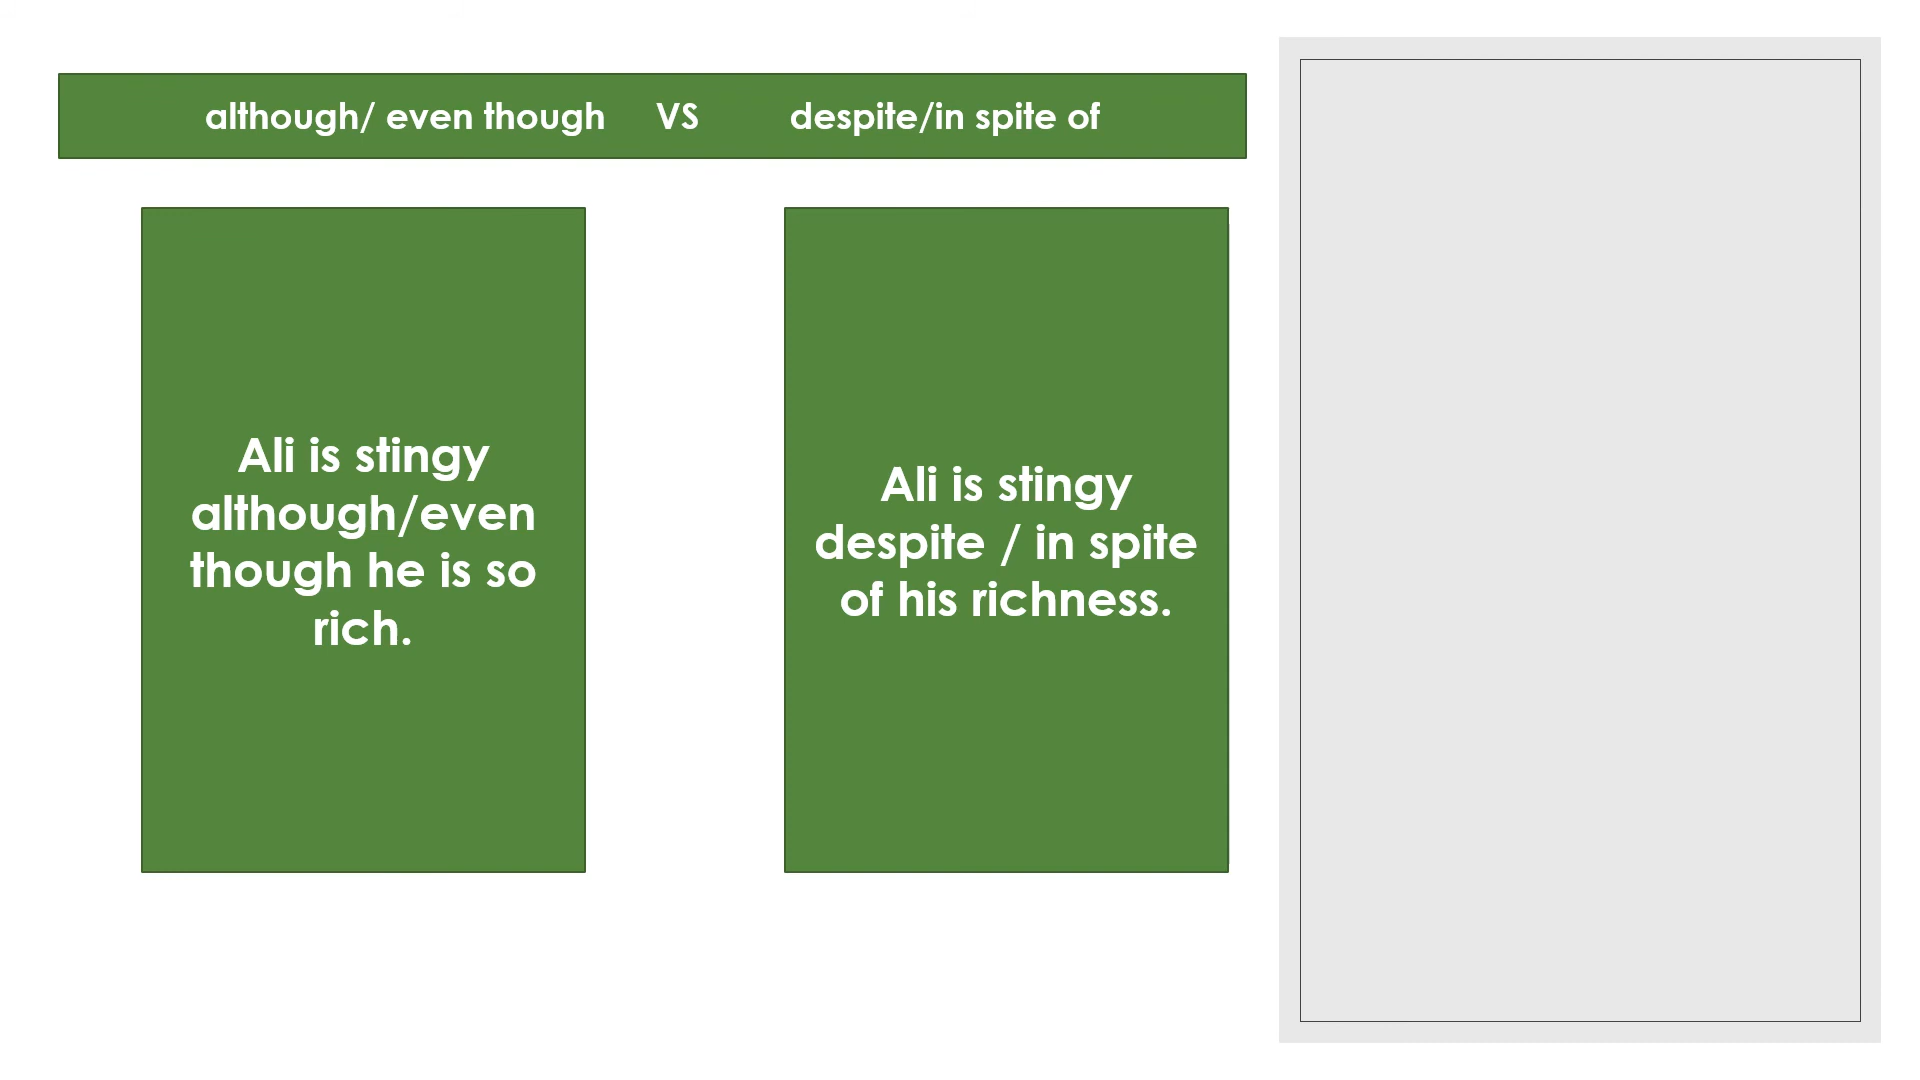 although/ even though VS despite/in spite of
Ali is stingy
although/even
though he is so
rich.
Ali is stingy
despite / in spite
of his richness.